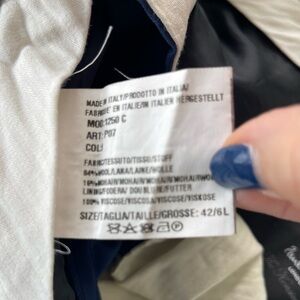 MADE IN ITALY/PRODOTTO IN ITALIA/
FABRIQUE' EN ITALIE/IN ITALIEN HERGESTELLT
MOD:1250 C
ART: P07
COL:
FABRIC/TESSUTO/TISSU/STOFF
84%WOOL/LANA/LAINE/WOLLE
16%MOHAIR/MOHAIR/MOHAIR/MOHAIR
LINING/FODERA/DOUBLURE/FUTTER
100%VISCOSE/VISCOSA/VISCOSE/VISKOSE
SIZE/TAGLIA/TAILLE/GROSSE: 42/6L